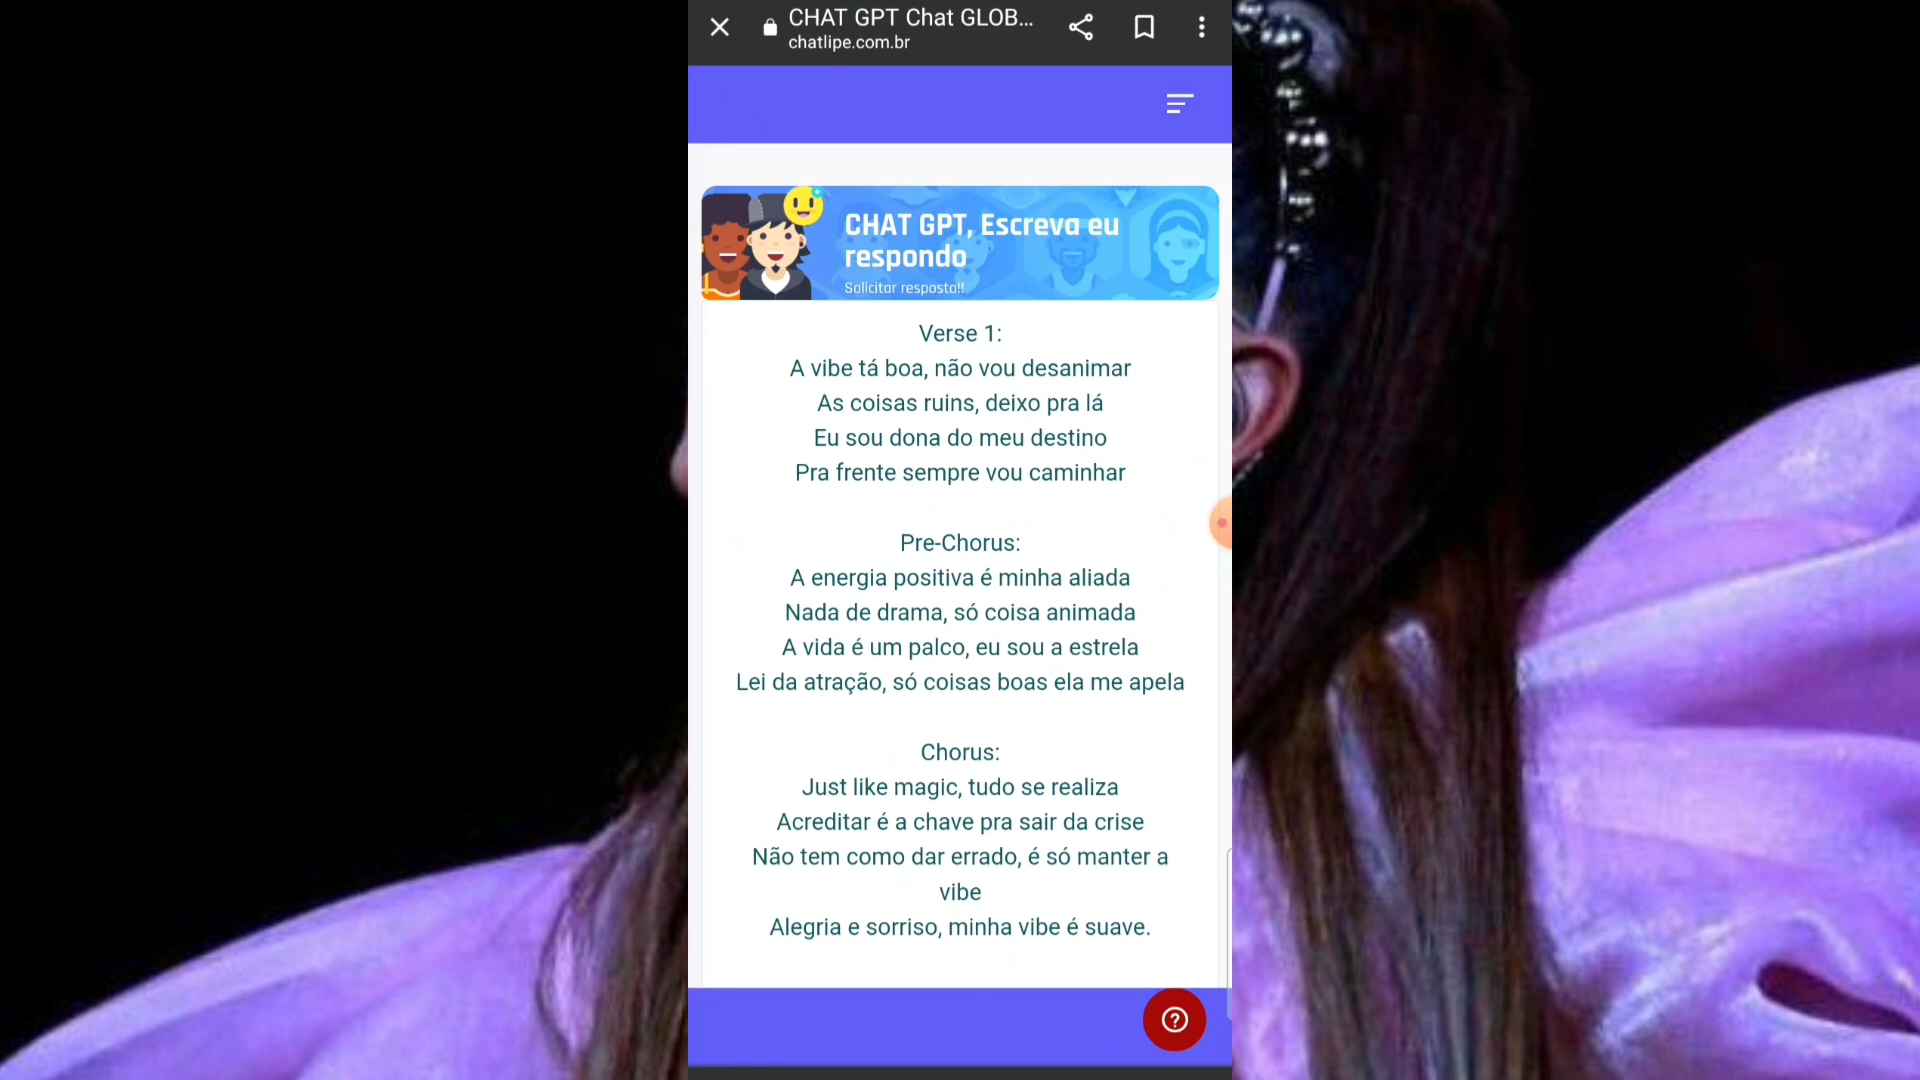 CHAT GPT Chat GLOB...
chatlipe.com.br
CHAT GPT, Escreva eu
respondo
Solicitar resposta!!
Verse 1:
A vibe tá boa, não vou desanimar
As coisas ruins, deixo pra lá
Eu sou dona do meu destino
Pra frente sempre vou caminhar
Pre-Chorus:
A energia positiva é minha aliada
Nada de drama, só coisa animada
A vida é um palco, eu sou a estrela
Lei da atração, só coisas boas ela me apela
Chorus:
Just like magic, tudo se realiza
Acreditar é a chave pra sair da crise
Não tem como dar errado, é só manter a
vibe
Alegria e sorriso, minha vibe é suave.